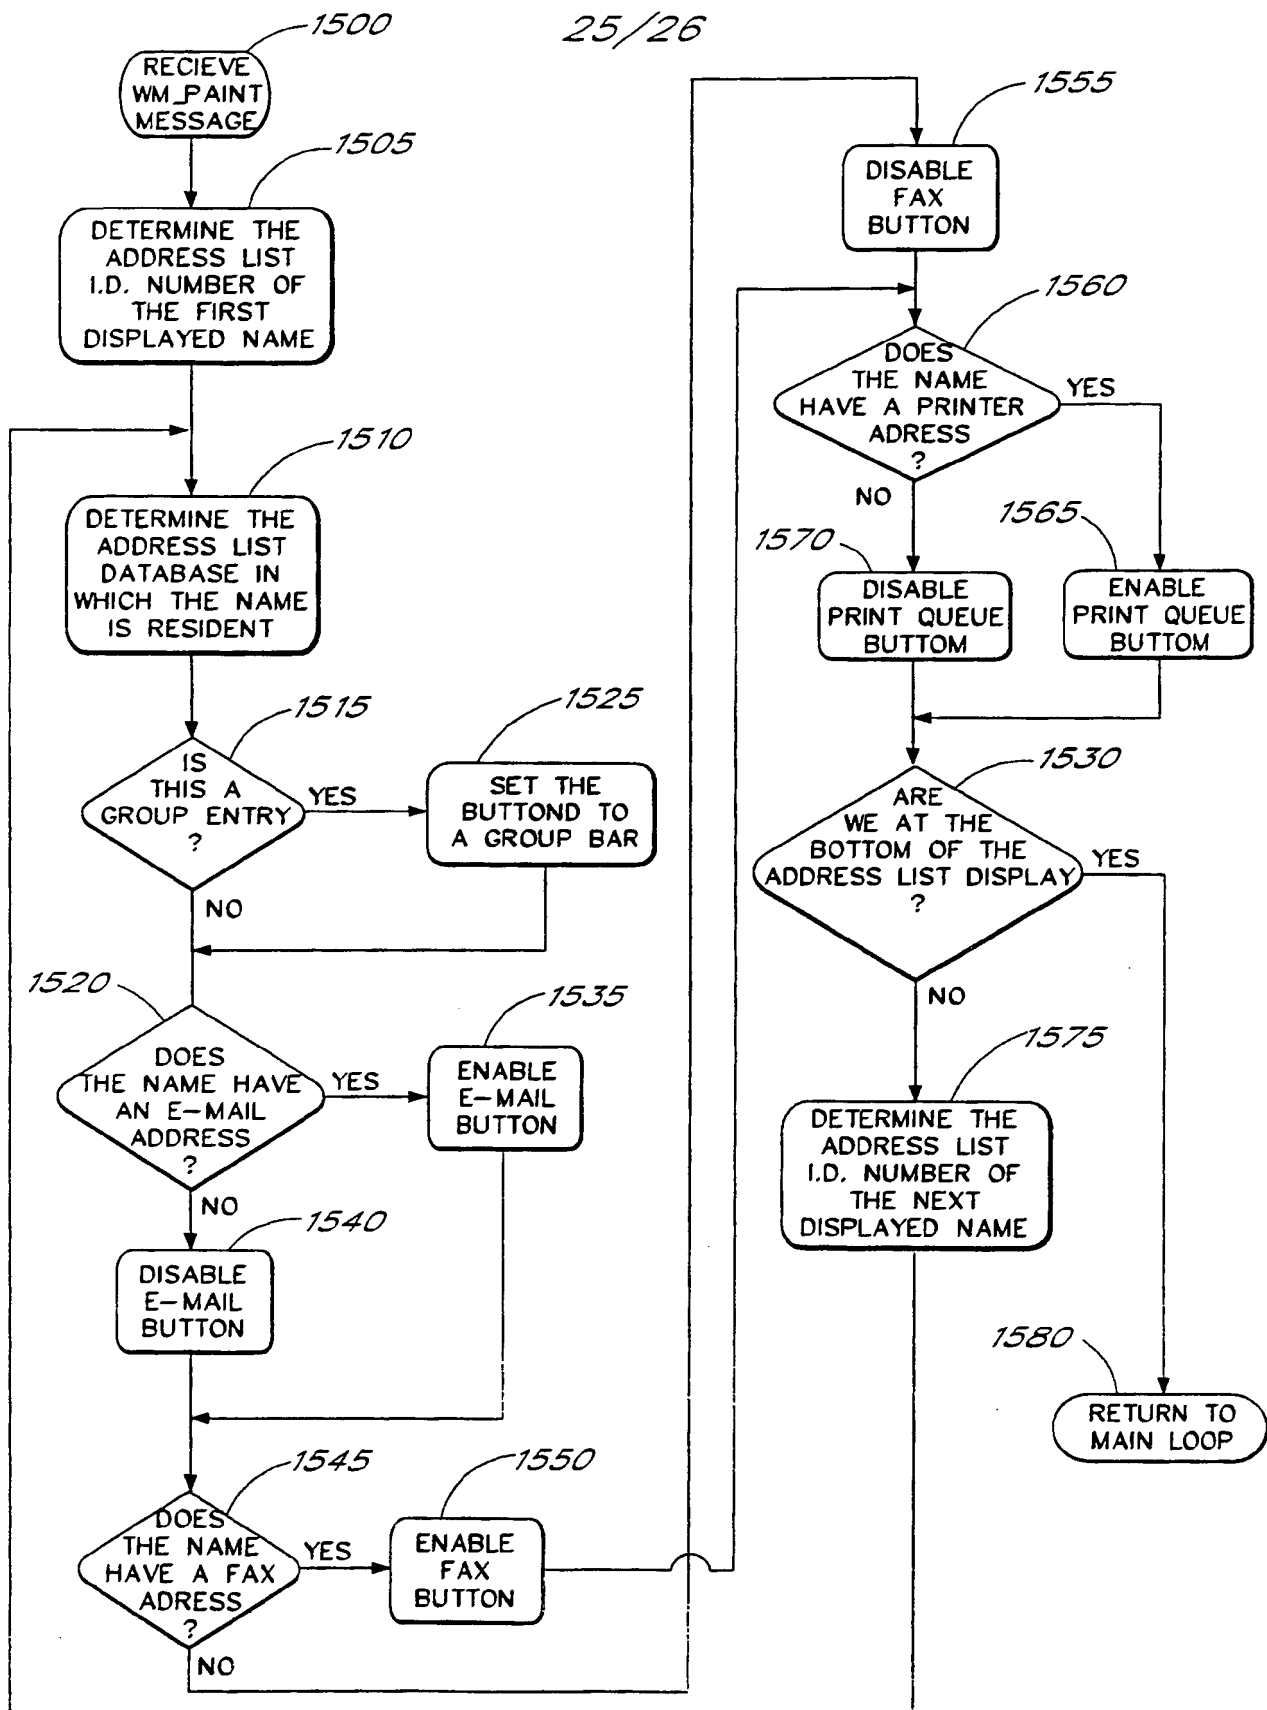 25/26
1500
RECIEVE
WM_PAINT
MESSAGE
1505
DETERMINE THE
ADDRESS LIST
I.D. NUMBER OF
THE FIRST
DISPLAYED NAME
1510
DETERMINE THE
ADDRESS LIST
DATABASE IN
WHICH THE NAME
IS RESIDENT
1515
IS
THIS A
GROUP ENTRY
?
YES
NO
1525
SET THE
BUTTOND TO
A GROUP BAR
1520
DOES
THE NAME HAVE
AN E-MAIL
ADDRESS
?
YES
NO
1535
ENABLE
E-MAIL
BUTTON
1540
DISABLE
E-MAIL
BUTTON
1545
DOES
THE NAME
HAVE A FAX
ADRESS
?
YES
NO
1550
ENABLE
FAX
BUTTON
1555
DISABLE
FAX
BUTTON
1560
DOES
THE NAME
HAVE A PRINTER
ADRESS
?
YES
NO
1565
ENABLE
PRINT QUEUE
BUTTOM
1570
DISABLE
PRINT QUEUE
BUTTOM
1530
ARE
WE AT THE
BOTTOM OF THE
ADDRESS LIST DISPLAY
?
YES
NO
1575
DETERMINE THE
ADDRESS LIST
I.D. NUMBER OF
THE NEXT
DISPLAYED NAME
1580
RETURN TO
MAIN LOOP